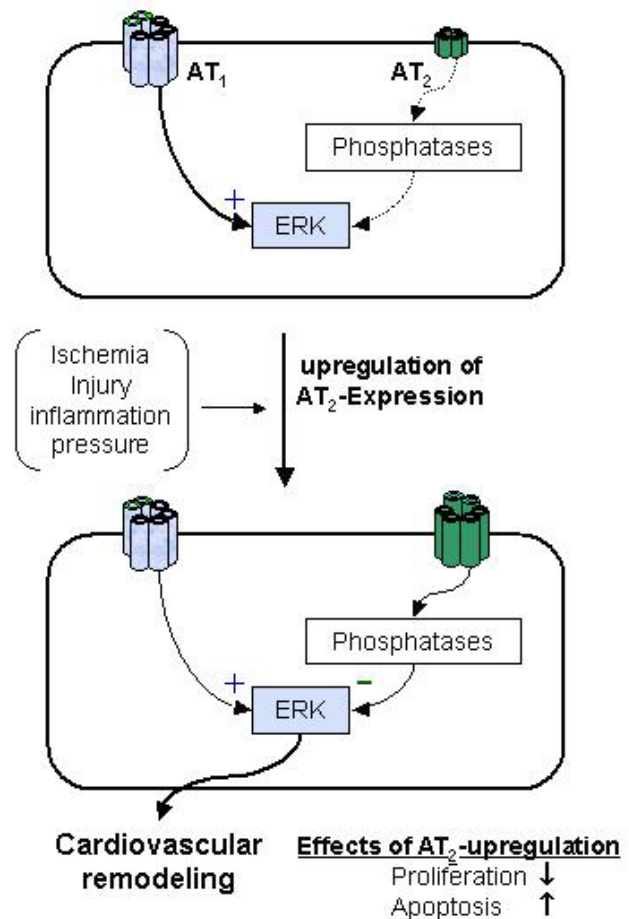 AT₁
AT₂
Phosphatases
+
ERK
Ischemia
Injury
inflammation
pressure
upregulation of
AT₂-Expression
Phosphatases
+
-
ERK
Cardiovascular
remodeling
Effects of AT₂-upregulation
Proliferation ↓
Apoptosis ↑